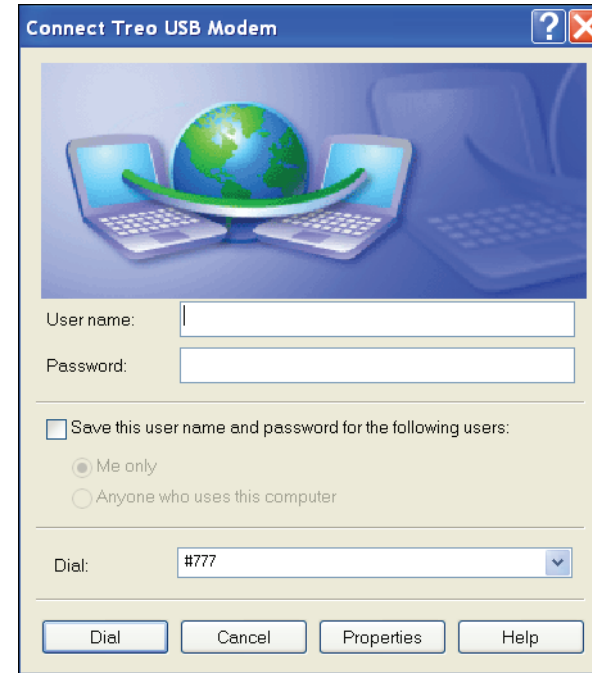 Connect Treo USB Modem
User name:
Password:
Save this user name and password for the following users:
Me only
Anyone who uses this computer
Dial: #777
Dial Cancel Properties Help